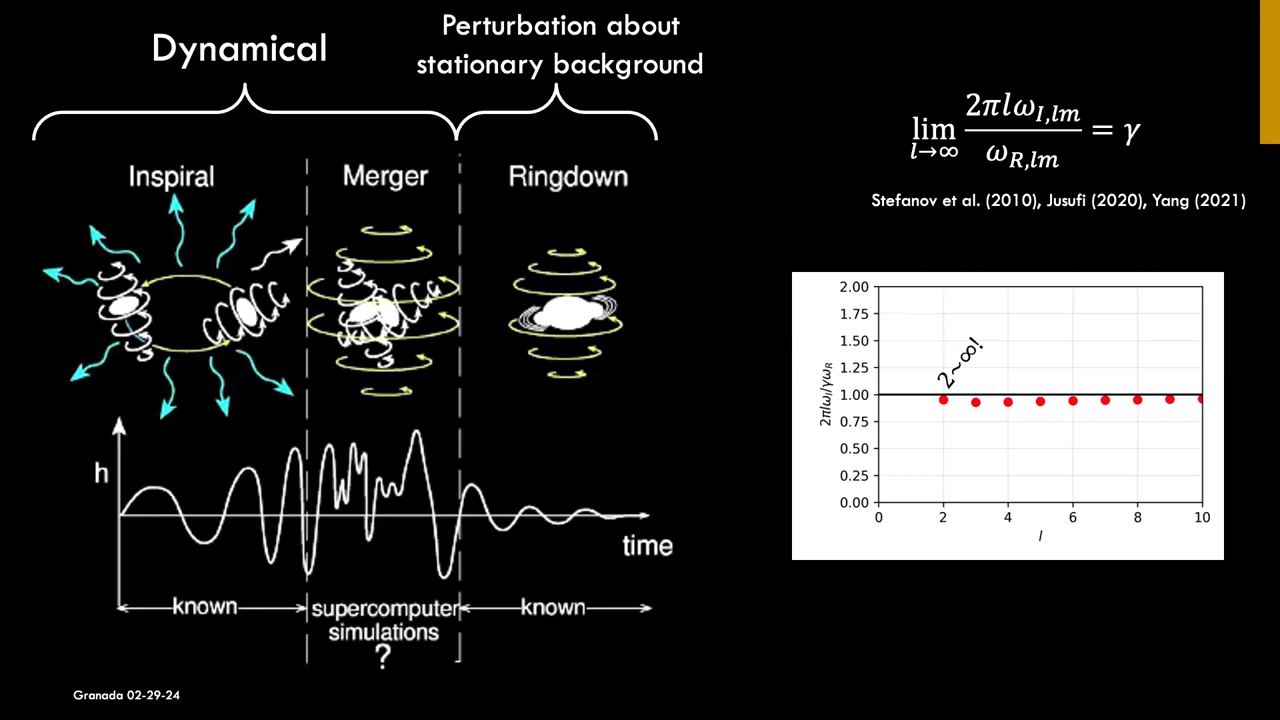 Dynamical
Perturbation about
stationary background
Inspiral
Merger
Ringdown
h
time
known
supercomputer
simulations
?
known
Granada 02-29-24
lim l→∞ 2πlω_{I,lm} / ω_{R,lm} = γ
Stefanov et al. (2010), Jusufi (2020), Yang (2021)
2.00
1.75
1.50
1.25
1.00
0.75
0.50
0.25
0.00
2πlω_I/γω_R
2~∞!
0 2 4 6 8 10
l